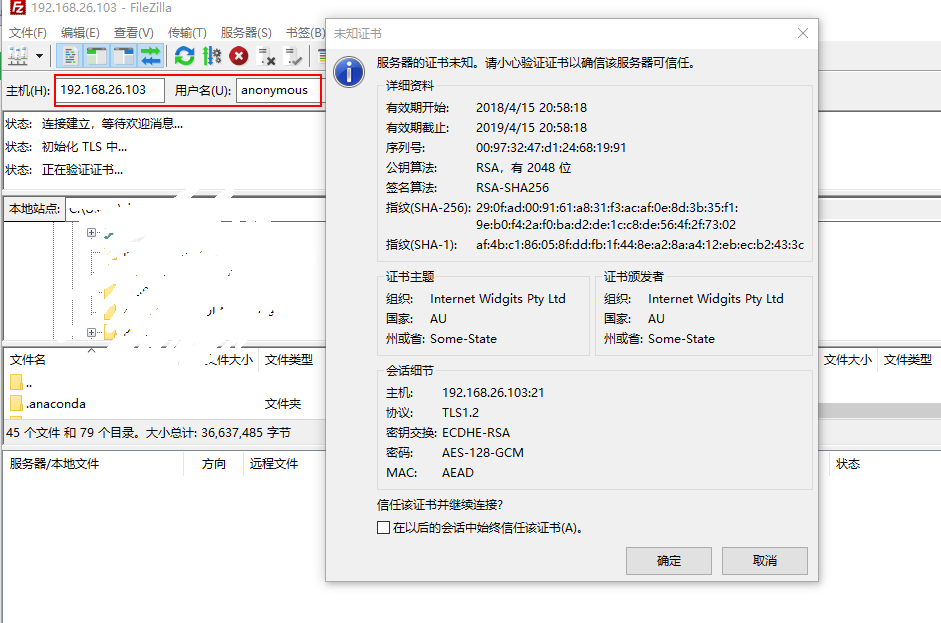 192.168.26.103 - FileZilla
文件(F) 编辑(E) 查看(V) 传输(T) 服务器(S) 书签(B)
主机(H): 192.168.26.103 用户名(U): anonymous
状态: 连接建立，等待欢迎消息...
状态: 初始化 TLS 中...
状态: 正在验证证书...
本地站点:
文件名 文件大小 文件类型
..
.anaconda 文件夹
45 个文件 和 79 个目录。大小总计: 36,637,485 字节
服务器/本地文件 方向 远程文件
未知证书
服务器的证书未知。请小心验证证书以确信该服务器可信任。
详细资料
有效期开始: 2018/4/15 20:58:18
有效期截止: 2019/4/15 20:58:18
序列号: 00:97:32:47:d1:24:68:19:91
公钥算法: RSA，有 2048 位
签名算法: RSA-SHA256
指纹(SHA-256): 29:0f:ad:00:91:61:a8:31:f3:ac:af:0e:8d:3b:35:f1:
9e:b0:f4:2a:f0:ba:d2:de:1c:c8:de:56:4f:2f:73:02
指纹(SHA-1): af:4b:c1:86:05:8f:dd:fb:1f:44:8e:a2:8a:a4:12:eb:ec:b2:43:3c
证书主题
组织: Internet Widgits Pty Ltd
国家: AU
州或省: Some-State
证书颁发者
组织: Internet Widgits Pty Ltd
国家: AU
州或省: Some-State
会话细节
主机: 192.168.26.103:21
协议: TLS1.2
密钥交换: ECDHE-RSA
密码: AES-128-GCM
MAC: AEAD
信任该证书并继续连接?
在以后的会话中始终信任该证书(A)。
确定 取消
文件大小 文件类型
状态